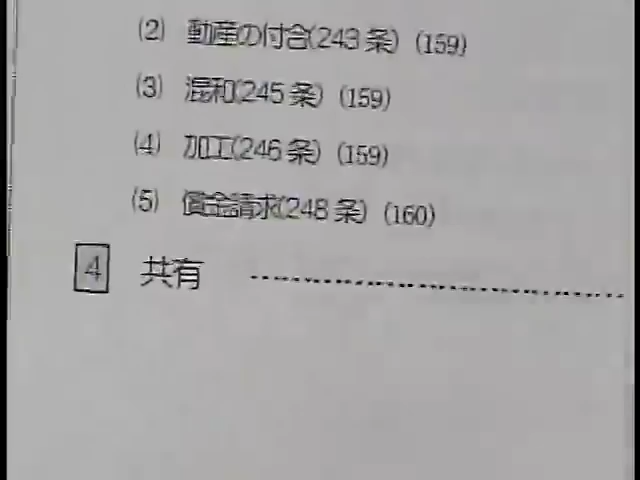 (2) 動産の付合(243条) (159)
(3) 混和(245条) (159)
(4) 加工(246条) (159)
(5) 償金請求(248条) (160)
4 共有 ……………………………